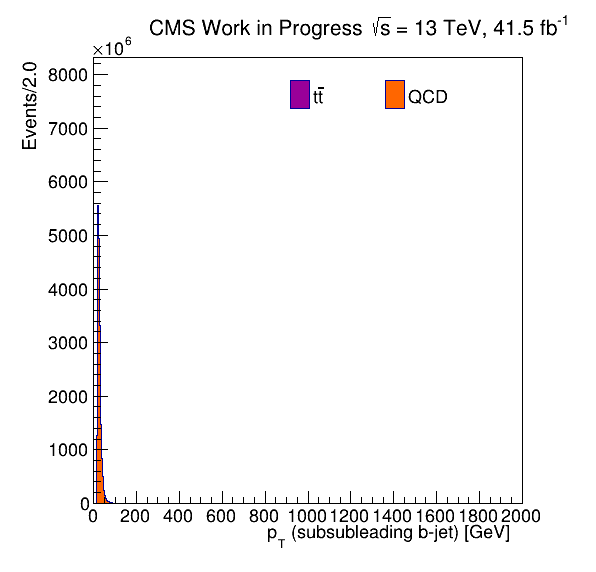 CMS Work in Progress √s = 13 TeV, 41.5 fb⁻¹
×10⁶
Events/2.0
8000
7000
6000
5000
4000
3000
2000
1000
0
tt̄
QCD
0 200 400 600 800 1000 1200 1400 1600 1800 2000
p_T (subsubleading b-jet) [GeV]